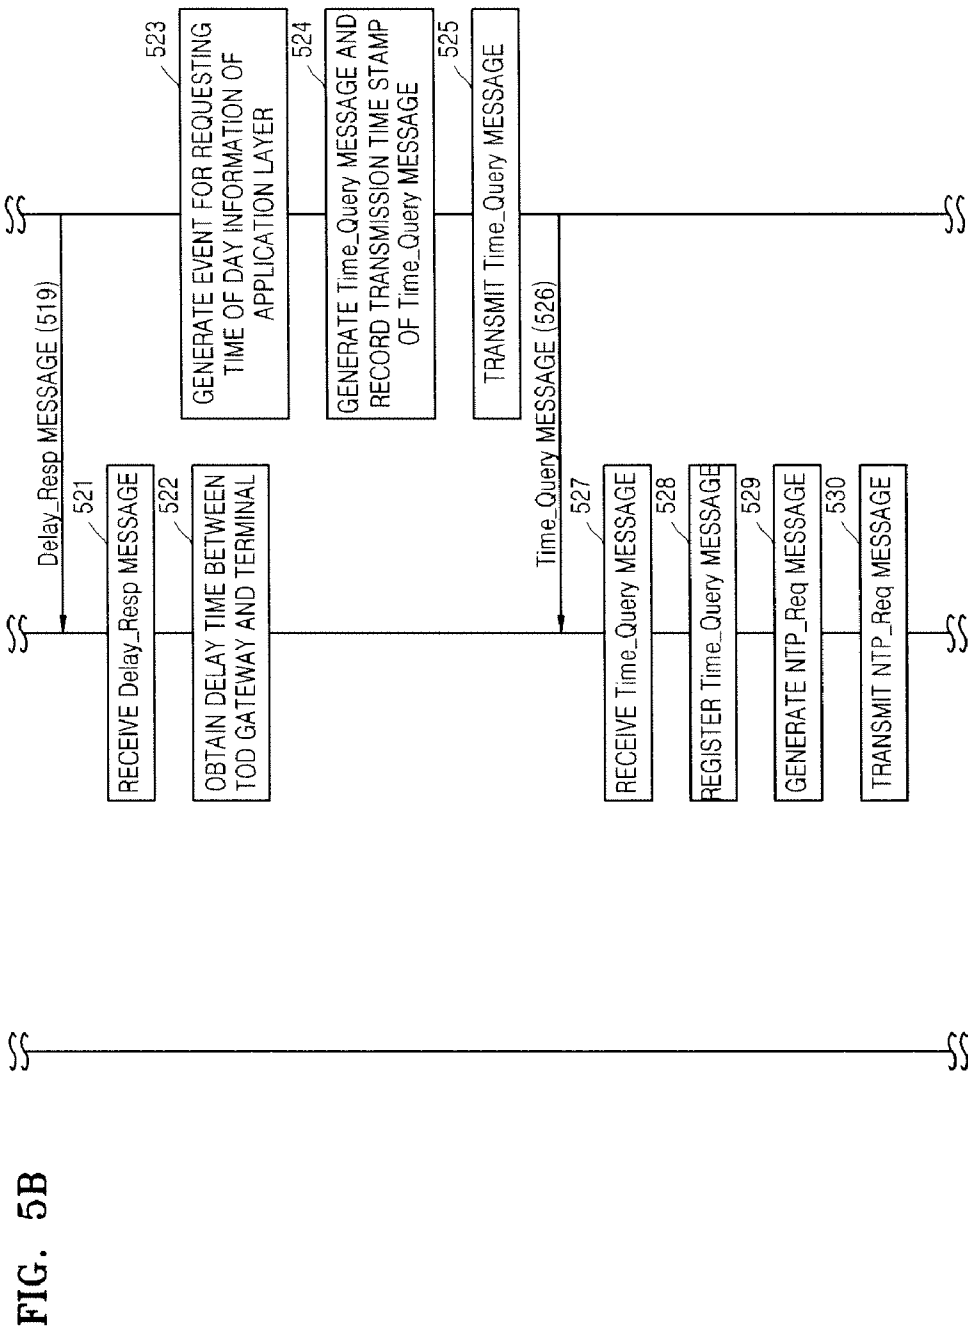 FIG. 5B
Delay_Resp MESSAGE (519)
521
RECEIVE Delay_Resp MESSAGE
522
OBTAIN DELAY TIME BETWEEN
TOD GATEWAY AND TERMINAL
523
GENERATE EVENT FOR REQUESTING
TIME OF DAY INFORMATION OF
APPLICATION LAYER
524
GENERATE Time_Query MESSAGE AND
RECORD TRANSMISSION TIME STAMP
OF Time_Query MESSAGE
525
TRANSMIT Time_Query MESSAGE
Time_Query MESSAGE (526)
527
RECEIVE Time_Query MESSAGE
528
REGISTER Time_Query MESSAGE
529
GENERATE NTP_Req MESSAGE
530
TRANSMIT NTP_Req MESSAGE